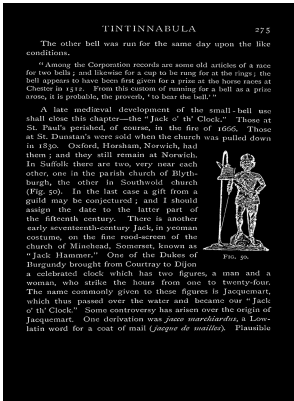 TINTINNABULA 275
The other bell was run for the same day upon the like
conditions.
"Among the Corporation records are some old articles of a race
for two bells; and likewise for a cup to be rung for at the rings; the
bell appears to have been first given for a prize at the horse races at
Chester in 1512. From this custom of running for a bell as a prize
arose, it is probable, the proverb, 'to bear the bell.'"
A late mediæval development of the small-bell use
shall close this chapter—the "Jack o' th' Clock." Those at
St. Paul's perished, of course, in the fire of 1666. Those
at St. Dunstan's were sold when the church was pulled down
in 1830. Oxford, Horsham, Norwich, had
them; and they still remain at Norwich.
In Suffolk there are two, very near each
other, one in the parish church of Blyth-
burgh, the other in Southwold church
(Fig. 50). In the last case a gift from a
guild may be conjectured; and I should
assign the date to the latter part of
the fifteenth century. There is another
early seventeenth-century Jack, in yeoman
costume, on the fine rood-screen of the
church of Minehead, Somerset, known as
"Jack Hammer." One of the Dukes of
Burgundy brought from Courtray to Dijon
FIG. 50.
a celebrated clock which has two figures, a man and a
woman, who strike the hours from one to twenty-four.
The name commonly given to these figures is Jacquemart,
which thus passed over the water and became our "Jack
o' th' Clock." Some controversy has arisen over the origin of
Jacquemart. One derivation was jacco marchiardus, a Low-
latin word for a coat of mail (jacque de mailles). Plausible